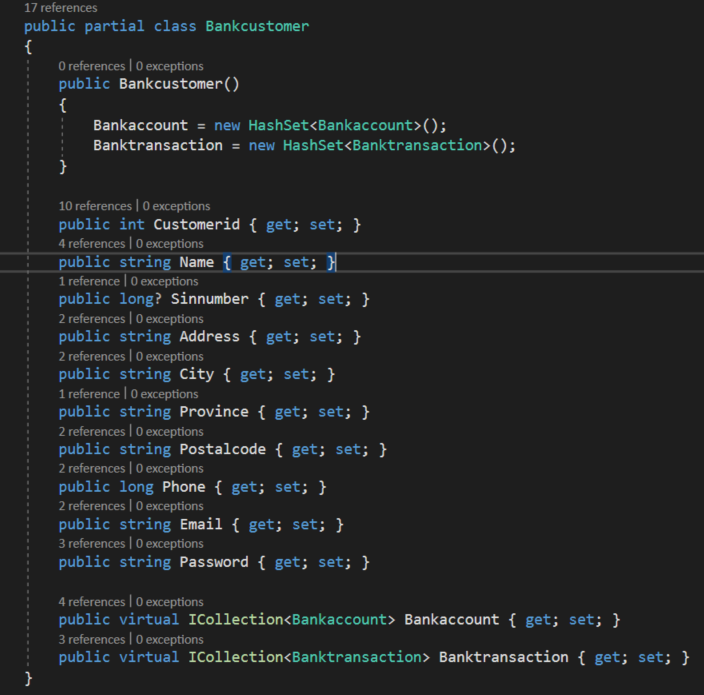 17 references
public partial class Bankcustomer
{
0 references | 0 exceptions
public Bankcustomer()
{
Bankaccount = new HashSet<Bankaccount>();
Banktransaction = new HashSet<Banktransaction>();
}
10 references | 0 exceptions
public int Customerid { get; set; }
4 references | 0 exceptions
public string Name { get; set; }
1 reference | 0 exceptions
public long? Sinnumber { get; set; }
2 references | 0 exceptions
public string Address { get; set; }
2 references | 0 exceptions
public string City { get; set; }
1 reference | 0 exceptions
public string Province { get; set; }
2 references | 0 exceptions
public string Postalcode { get; set; }
2 references | 0 exceptions
public long Phone { get; set; }
2 references | 0 exceptions
public string Email { get; set; }
3 references | 0 exceptions
public string Password { get; set; }
4 references | 0 exceptions
public virtual ICollection<Bankaccount> Bankaccount { get; set; }
3 references | 0 exceptions
public virtual ICollection<Banktransaction> Banktransaction { get; set; }
}